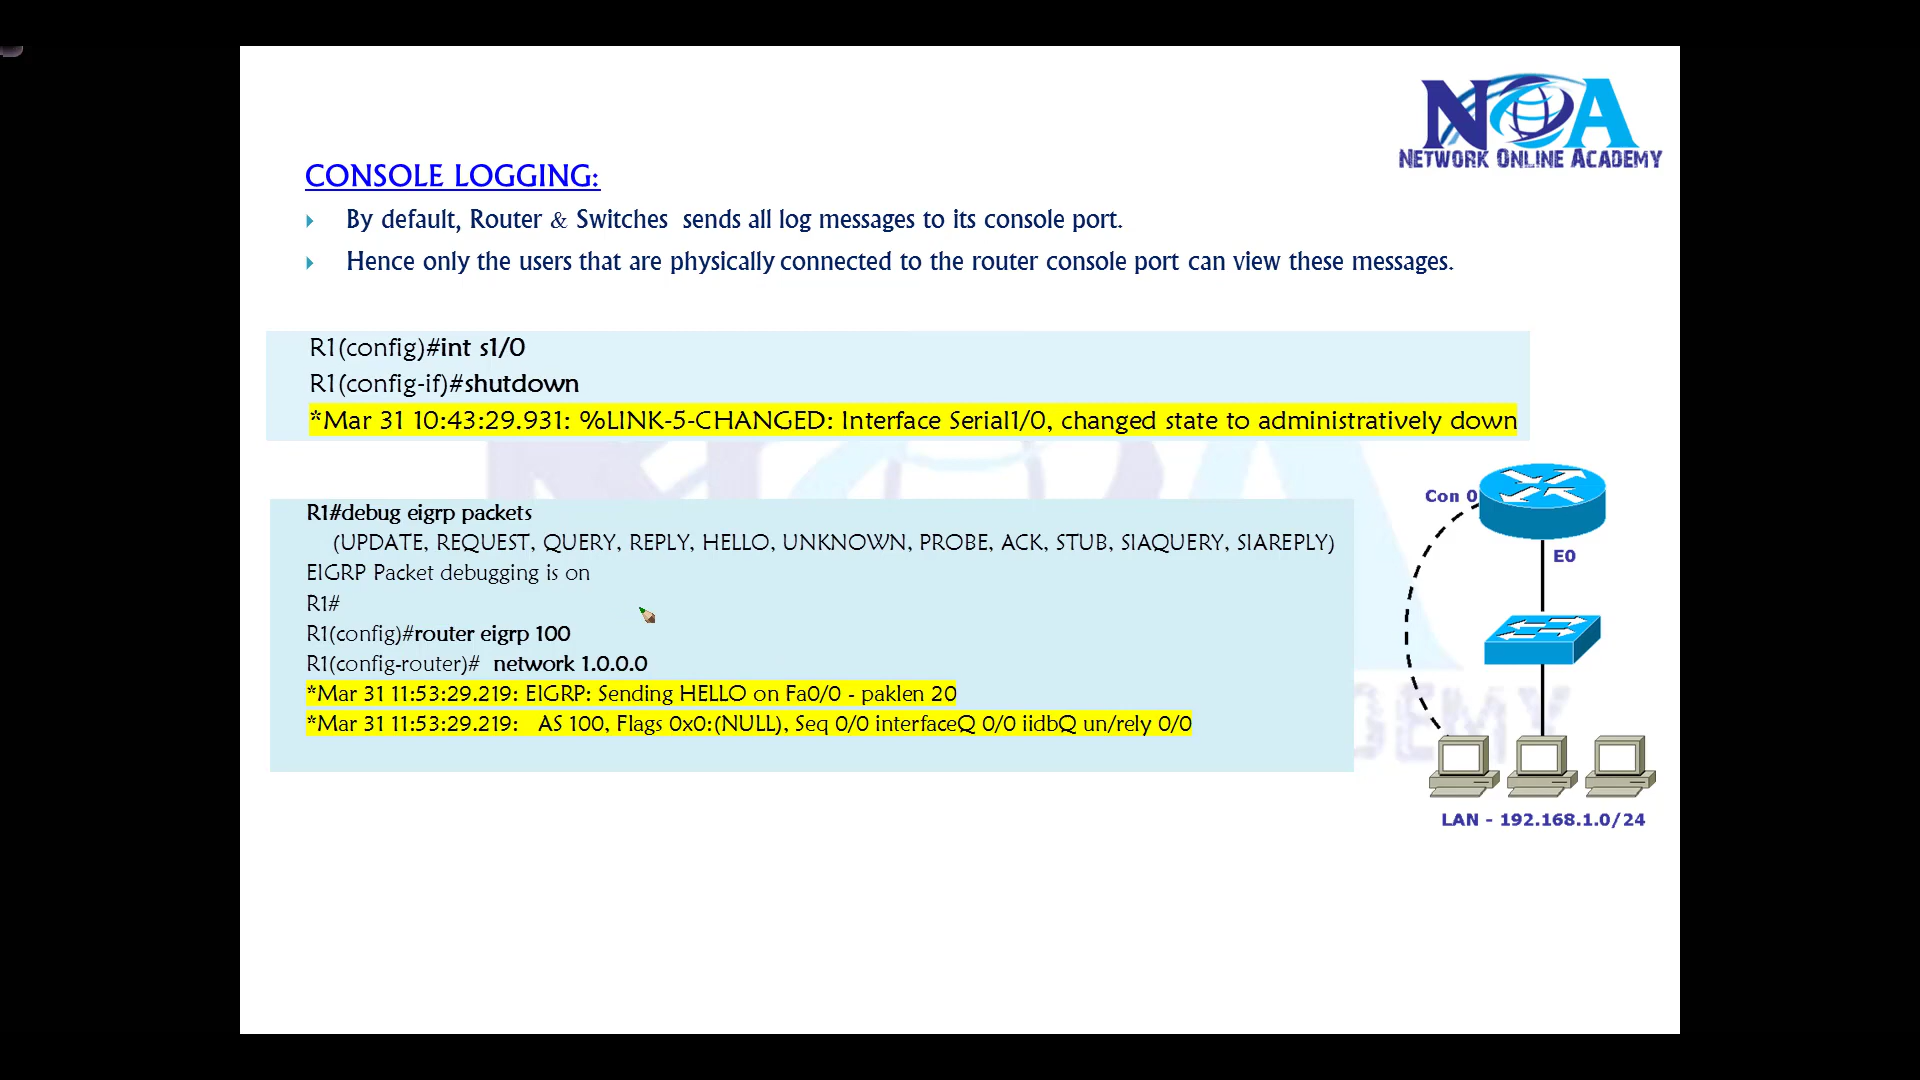 NOA
NETWORK ONLINE ACADEMY
CONSOLE LOGGING:
By default, Router & Switches sends all log messages to its console port.
Hence only the users that are physically connected to the router console port can view these messages.
R1(config)#int s1/0
R1(config-if)#shutdown
*Mar 31 10:43:29.931: %LINK-5-CHANGED: Interface Serial1/0, changed state to administratively down
R1#debug eigrp packets
(UPDATE, REQUEST, QUERY, REPLY, HELLO, UNKNOWN, PROBE, ACK, STUB, SIAQUERY, SIAREPLY)
EIGRP Packet debugging is on
R1#
R1(config)#router eigrp 100
R1(config-router)# network 1.0.0.0
*Mar 31 11:53:29.219: EIGRP: Sending HELLO on Fa0/0 - paklen 20
*Mar 31 11:53:29.219: AS 100, Flags 0x0:(NULL), Seq 0/0 interfaceQ 0/0 iidbQ un/rely 0/0
Con 0
E0
LAN - 192.168.1.0/24